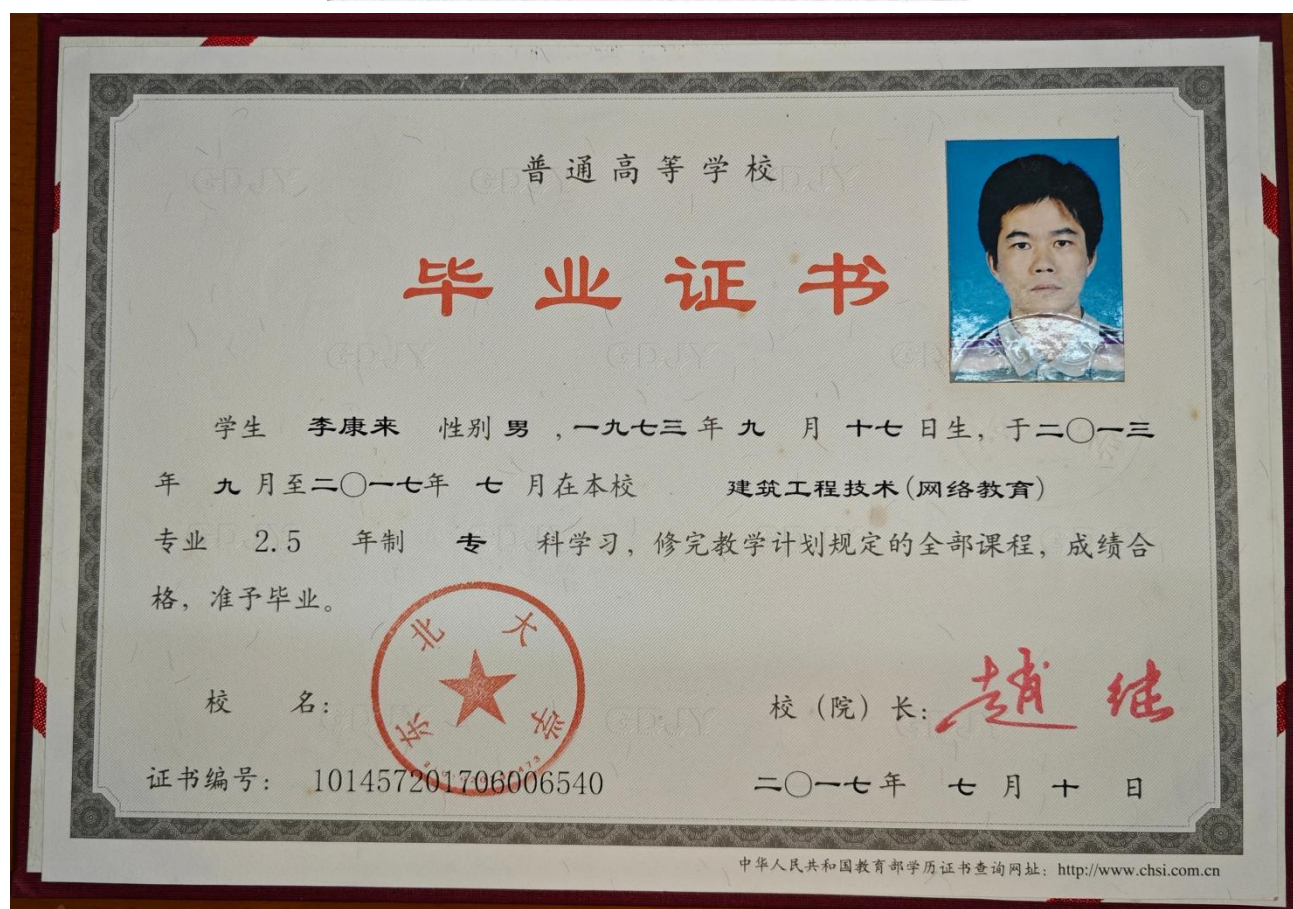 普通高等学校
毕业证书
学生 李康来 性别 男 ，一九七三 年 九 月 十七 日生，于二〇一三
年 九 月至二〇一七年 七 月在本校 建筑工程技术(网络教育)
专业 2.5 年制 专 科学习，修完教学计划规定的全部课程，成绩合
格，准予毕业。
东北大学
校 名：
校（院）长：赵继
证书编号： 101457201706006540
二〇一七年 七 月 十 日
中华人民共和国教育部学历证书查询网址：http://www.chsi.com.cn